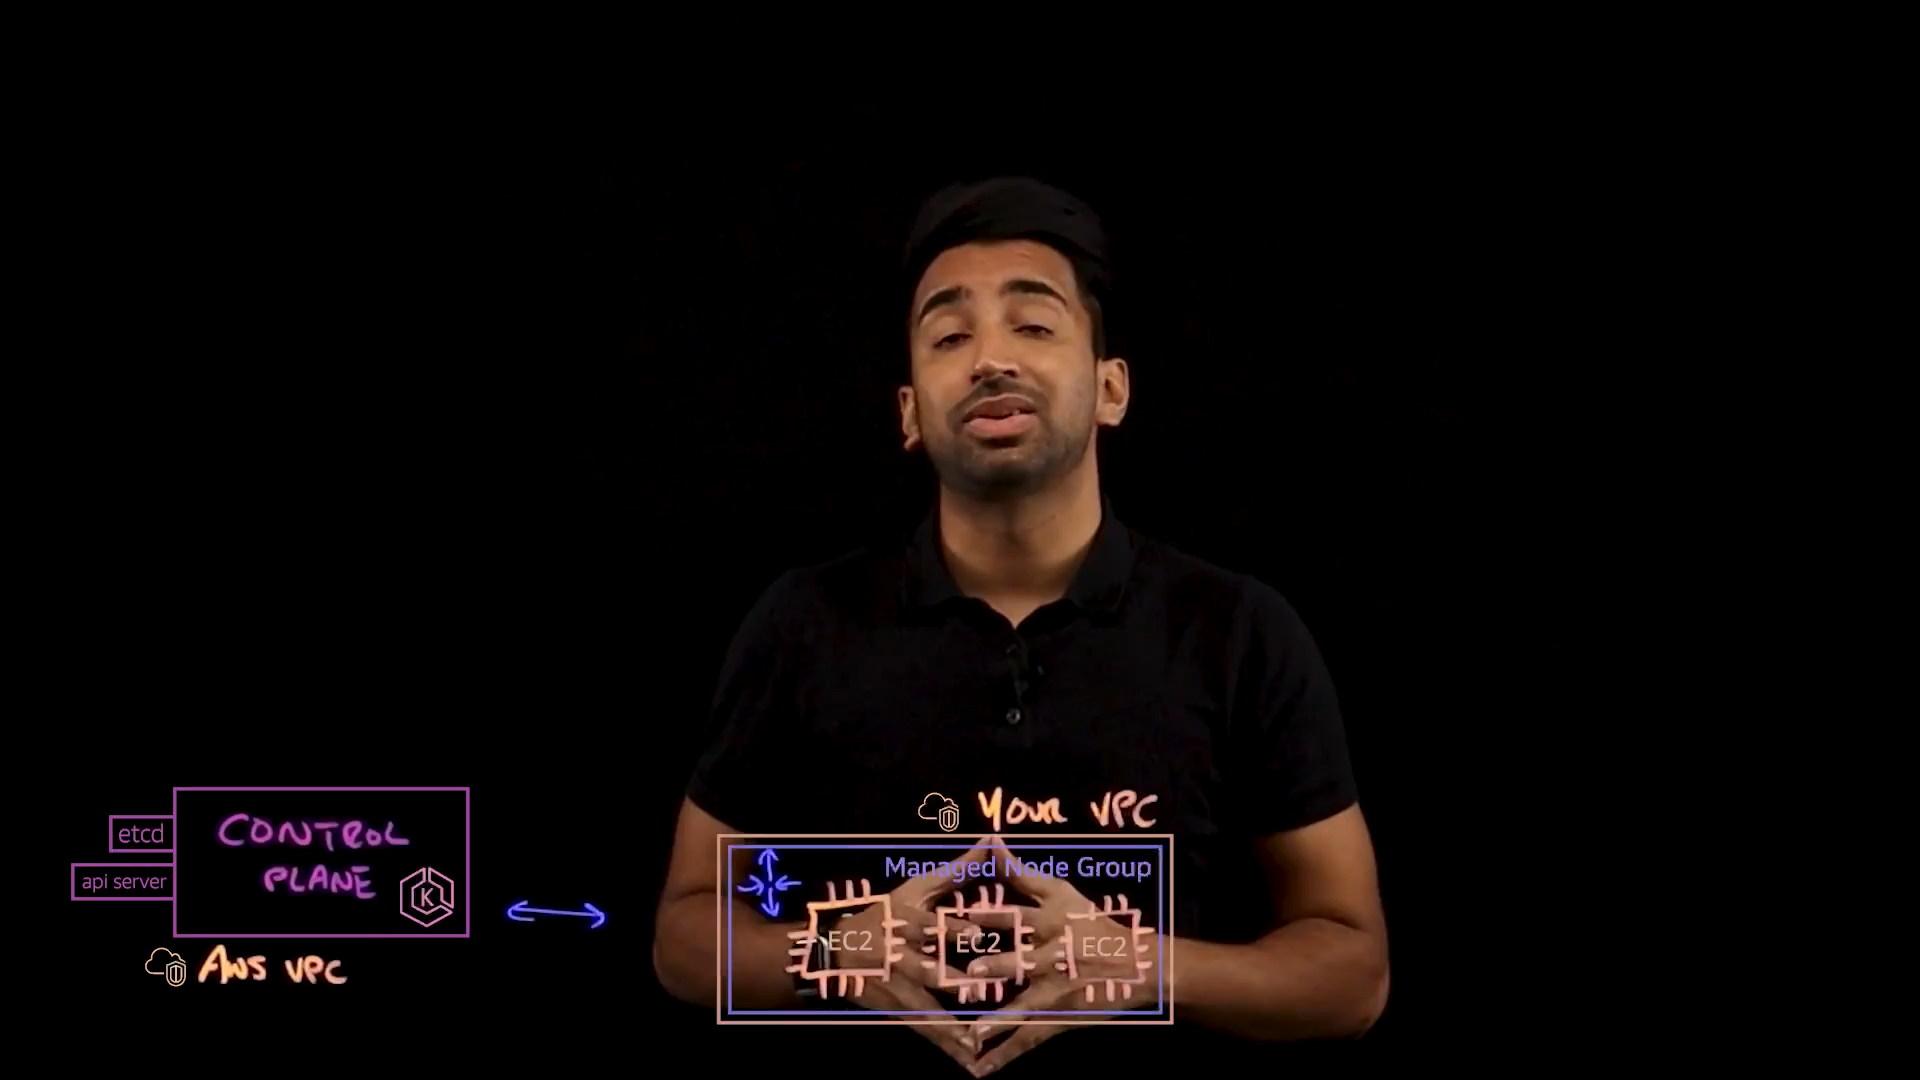 etcd
api server
CONTROL
PLANE
K
AWS VPC
Your VPC
Managed Node Group
EC2
EC2
EC2